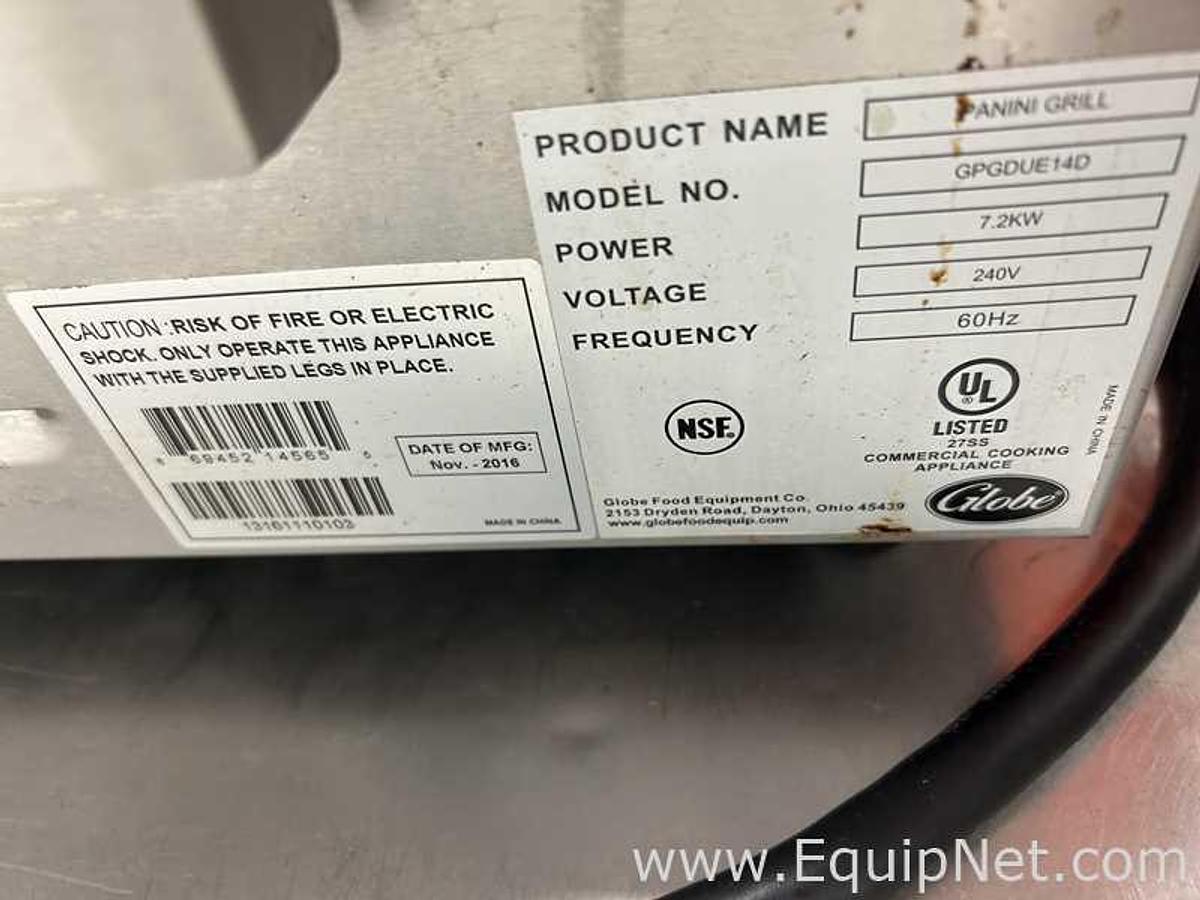 PRODUCT NAME PANINI GRILL
MODEL NO. GPGDUE14D
POWER 7.2KW
VOLTAGE 240V
FREQUENCY 60Hz
NSF®
UL
®
LISTED
27SS
COMMERCIAL COOKING
APPLIANCE
MADE IN CHINA
Globe Food Equipment Co.
2153 Dryden Road, Dayton, Ohio 45439
www.globefoodequip.com
Globe®
CAUTION: RISK OF FIRE OR ELECTRIC
SHOCK. ONLY OPERATE THIS APPLIANCE
WITH THE SUPPLIED LEGS IN PLACE.
69452 14565
DATE OF MFG:
Nov. - 2016
13161110103
MADE IN CHINA
www.EquipNet.com